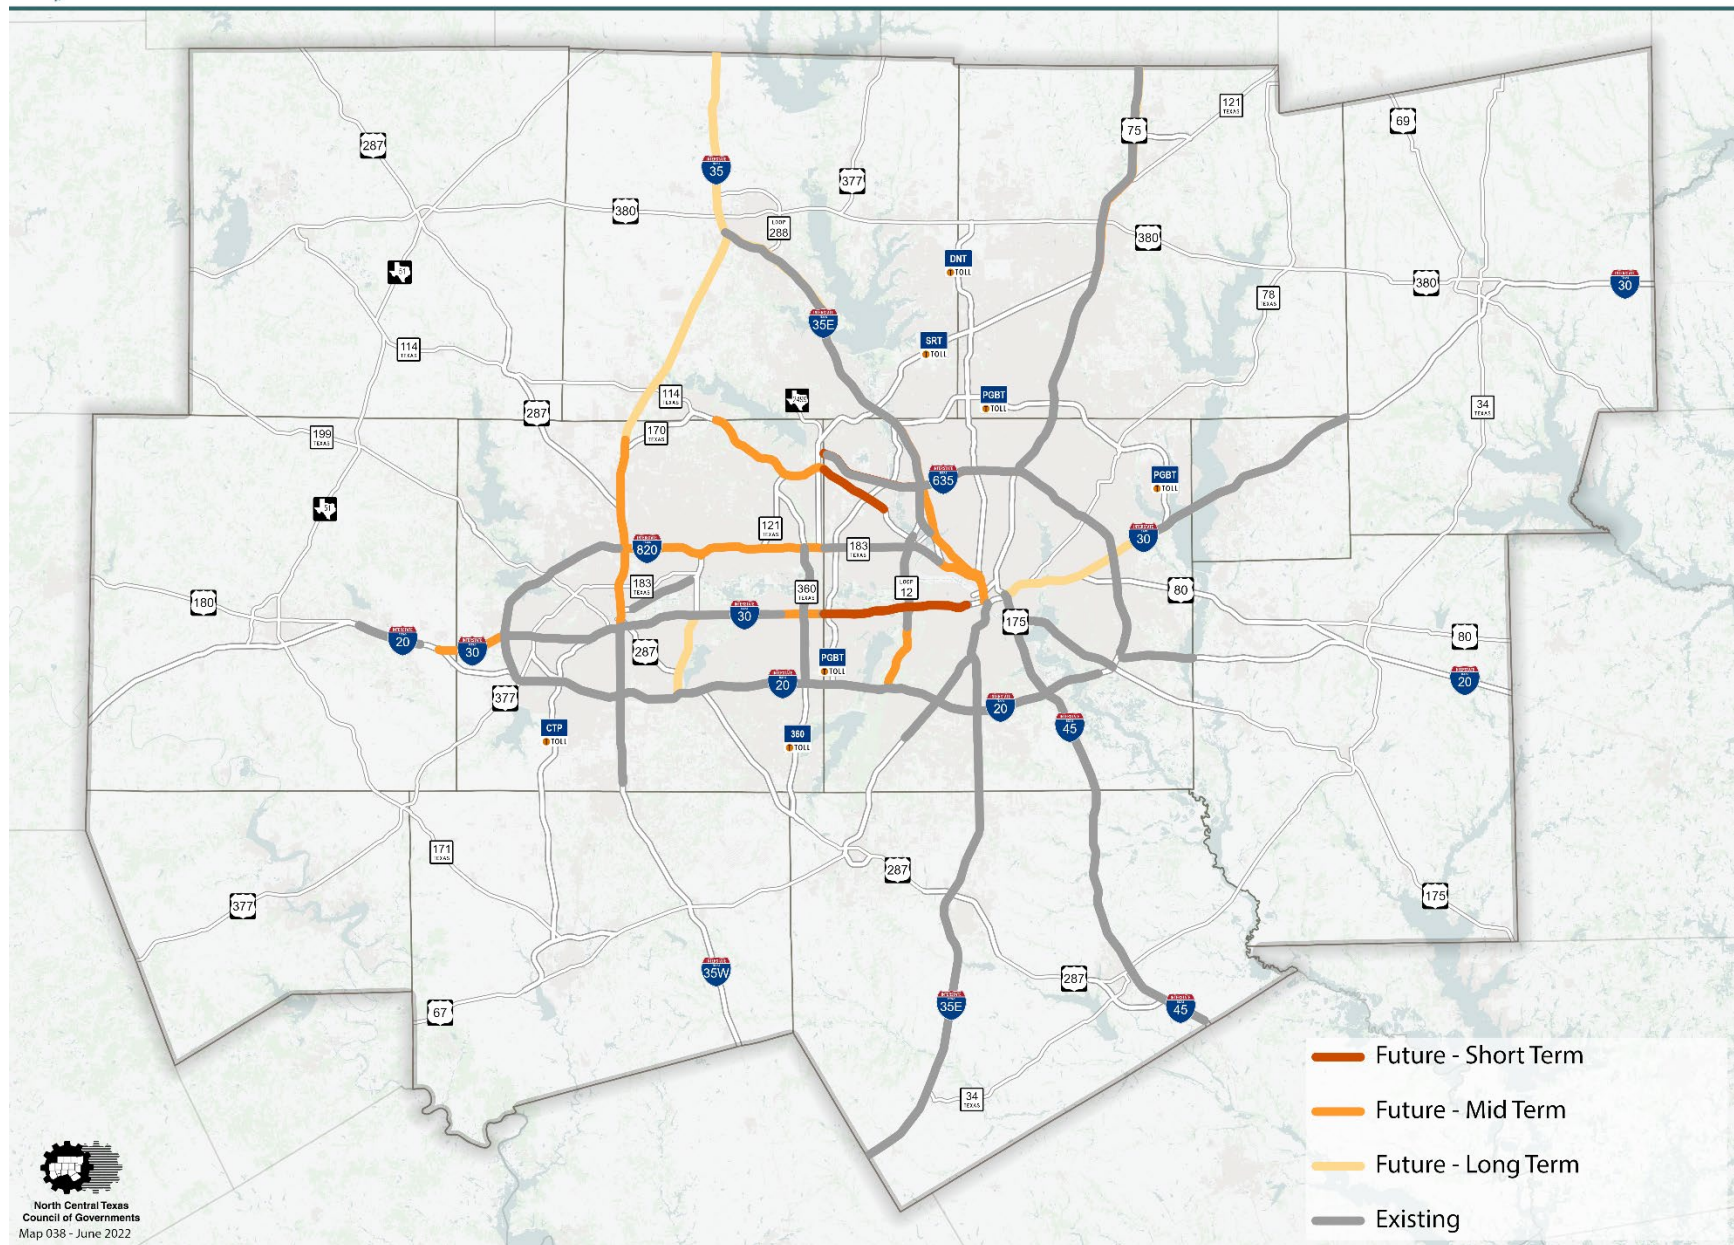 121
TEXAS
69
75
287
35
377
380
LOOP
288
380
DNT
TOLL
51
380
30
78
TEXAS
35E
SRT
TOLL
114
TEXAS
114
TEXAS
2499
PGBT
TOLL
34
TEXAS
287
170
TEXAS
199
TEXAS
635
PGBT
TOLL
51
121
TEXAS
820
183
TEXAS
30
183
TEXAS
360
TEXAS
LOOP
12
80
180
30
175
20
30
287
80
PGBT
TOLL
20
20
377
20
45
CTP
TOLL
360
TOLL
171
TEXAS
287
175
377
35W
287
35E
45
67
34
TEXAS
Future - Short Term
Future - Mid Term
Future - Long Term
Existing
North Central Texas
Council of Governments
Map 038 - June 2022